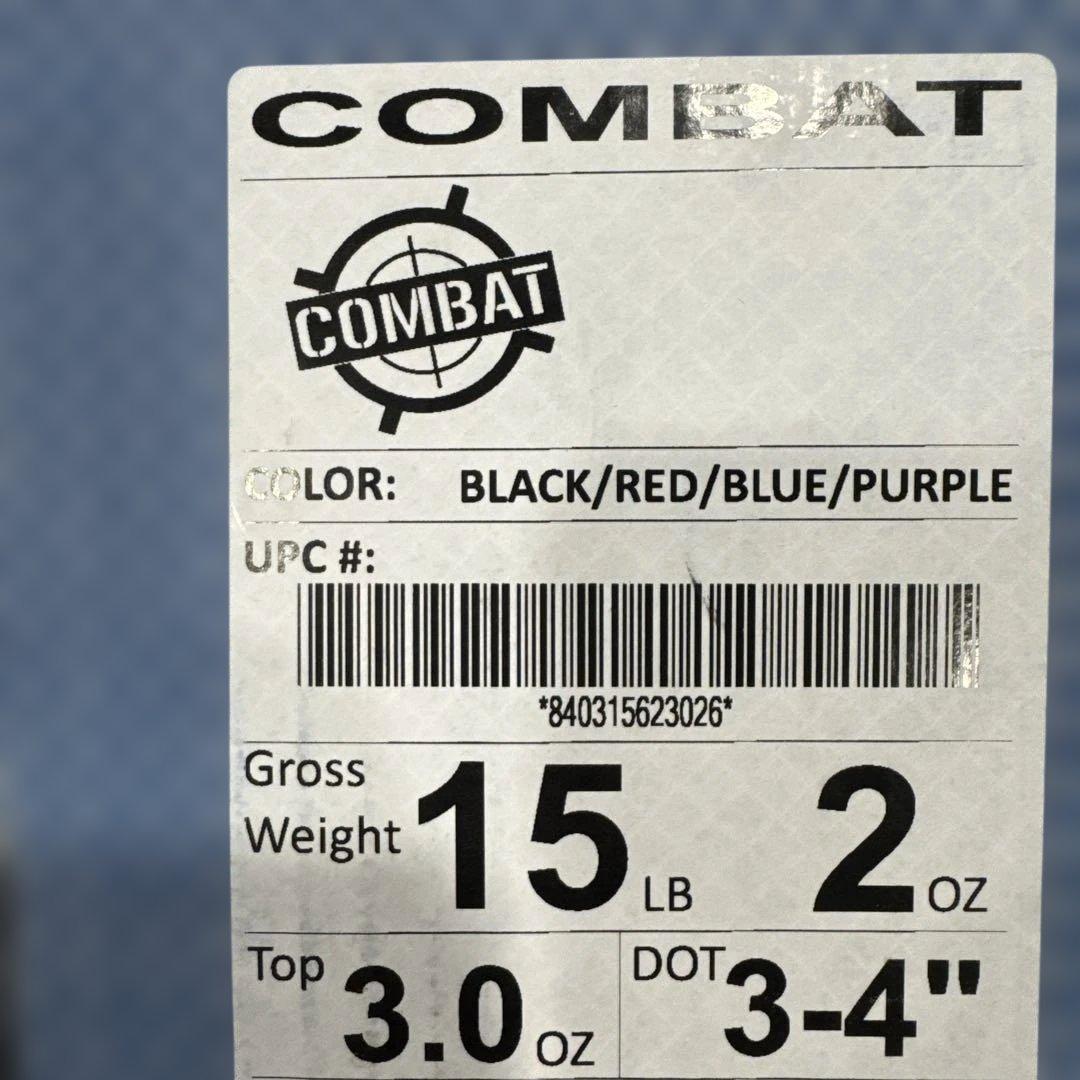 COMBAT
COMBAT
COLOR: BLACK/RED/BLUE/PURPLE
UPC #:
*840315623026*
Gross Weight 15 LB 2 OZ
Top 3.0 OZ DOT 3-4"